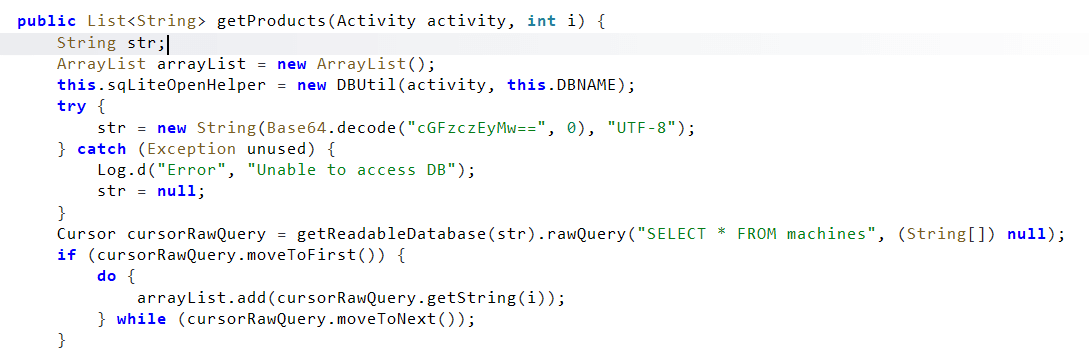 public List<String> getProducts(Activity activity, int i) {
    String str;
    ArrayList arrayList = new ArrayList();
    this.sqLiteOpenHelper = new DBUtil(activity, this.DBNAME);
    try {
        str = new String(Base64.decode("cGFzczEyMw==", 0), "UTF-8");
    } catch (Exception unused) {
        Log.d("Error", "Unable to access DB");
        str = null;
    }
    Cursor cursorRawQuery = getReadableDatabase(str).rawQuery("SELECT * FROM machines", (String[]) null);
    if (cursorRawQuery.moveToFirst()) {
        do {
            arrayList.add(cursorRawQuery.getString(i));
        } while (cursorRawQuery.moveToNext());
    }